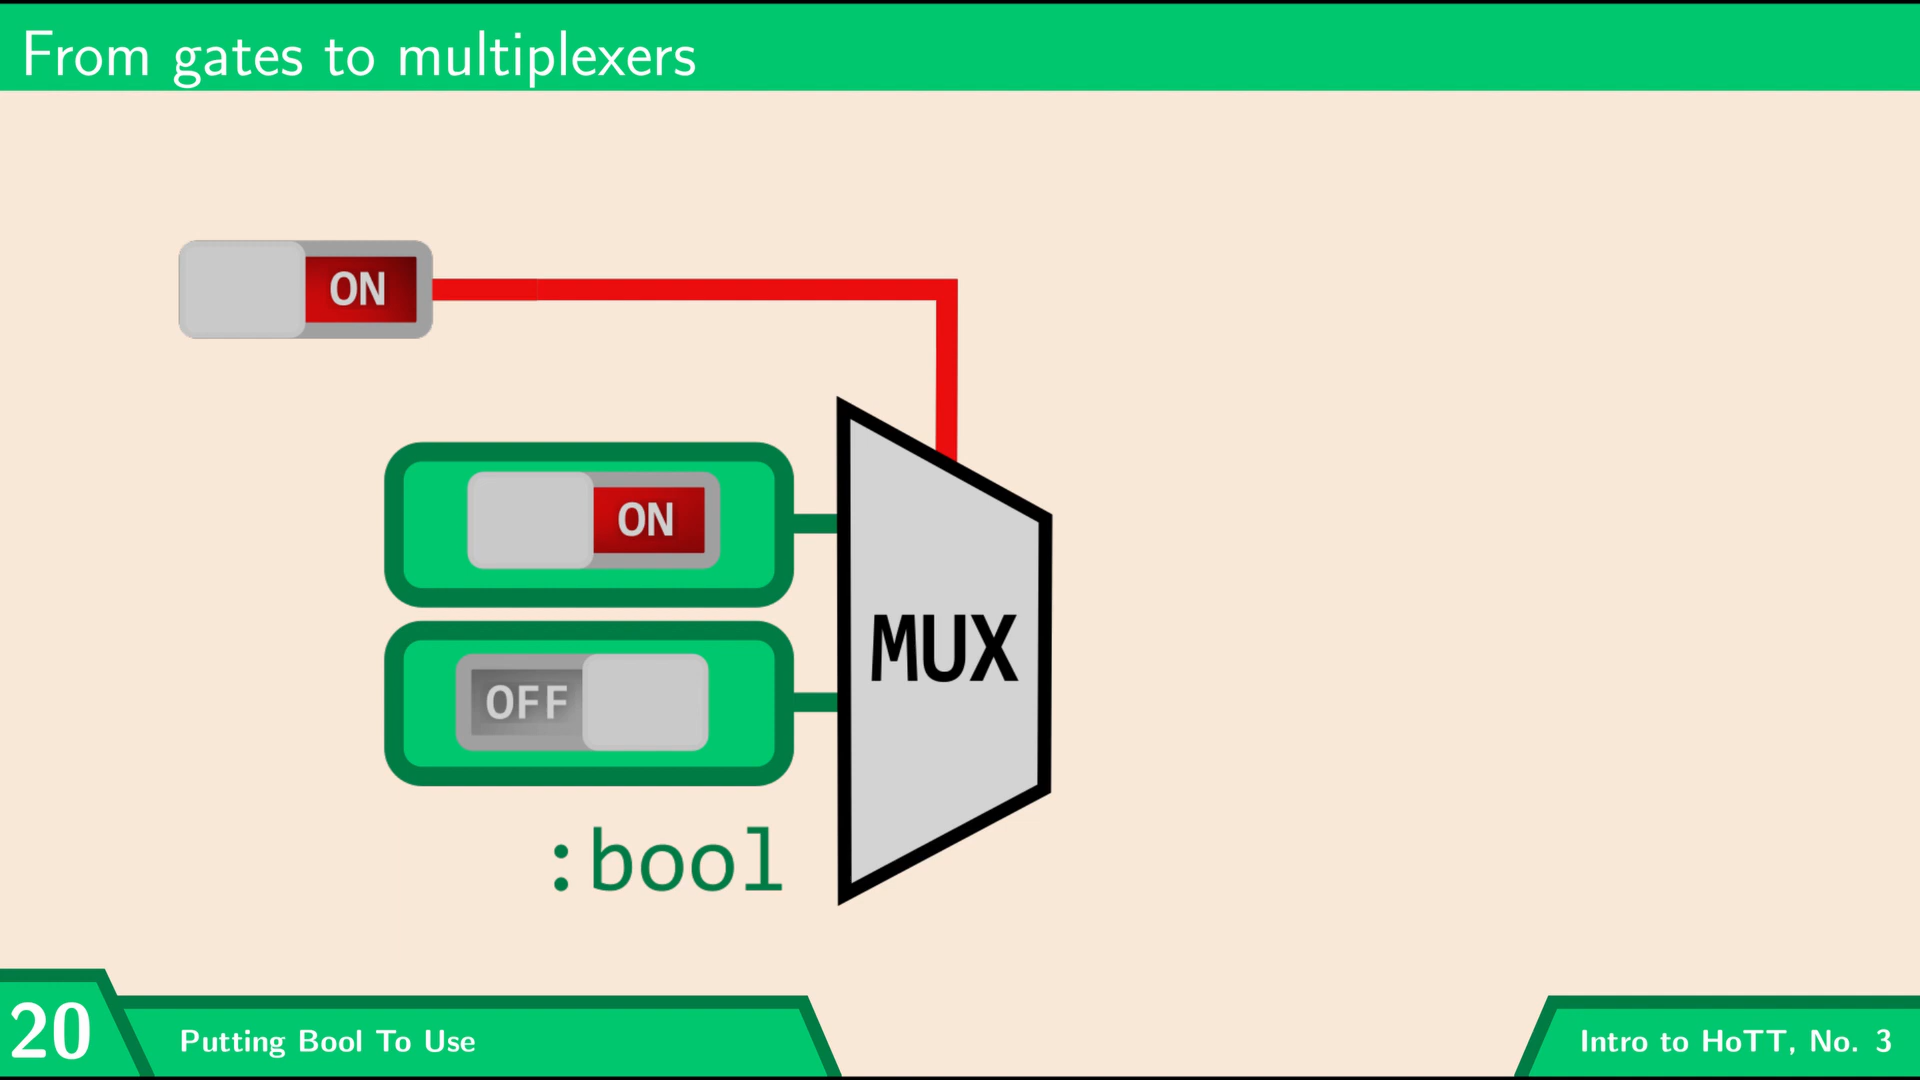 From gates to multiplexers
ON
ON
MUX
OFF
:bool
20
Putting Bool To Use
Intro to HoTT, No. 3